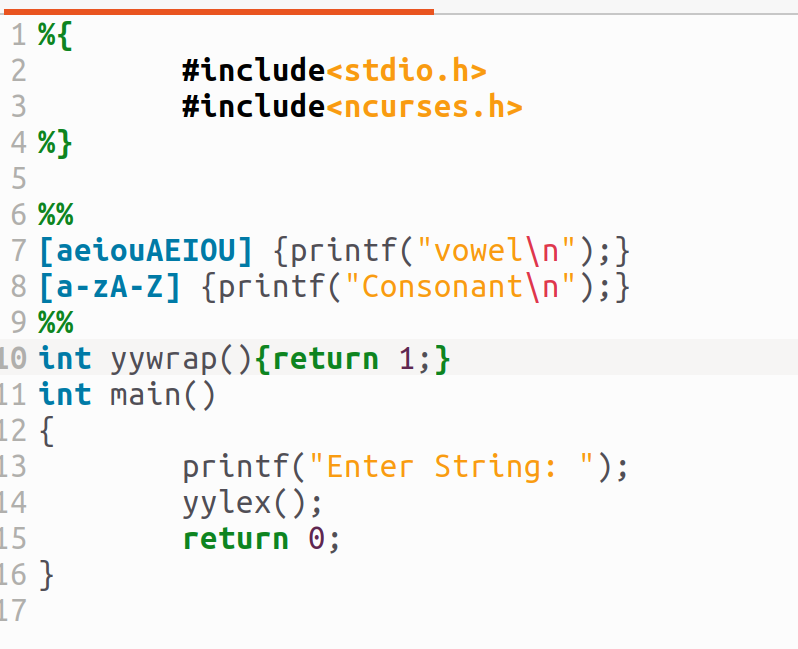 1 %{
2 #include<stdio.h>
3 #include<ncurses.h>
4 %}
5
6 %%
7 [aeiouAEIOU] {printf("vowel\n");}
8 [a-zA-Z] {printf("Consonant\n");}
9 %%
10 int yywrap(){return 1;}
11 int main()
12 {
13 printf("Enter String: ");
14 yylex();
15 return 0;
16 }
17